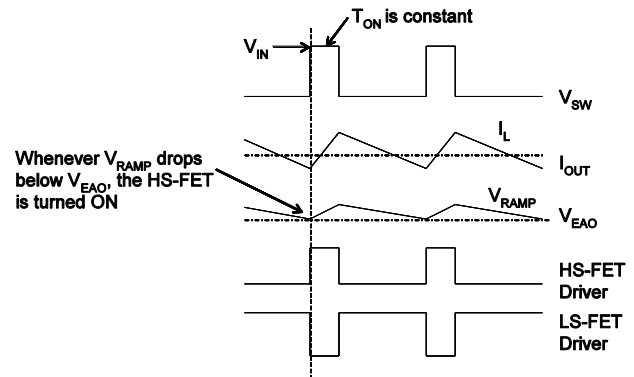 T_ON is constant
V_IN
V_SW
I_L
I_OUT
Whenever V_RAMP drops
below V_EAO, the HS-FET
is turned ON
V_RAMP
V_EAO
HS-FET
Driver
LS-FET
Driver